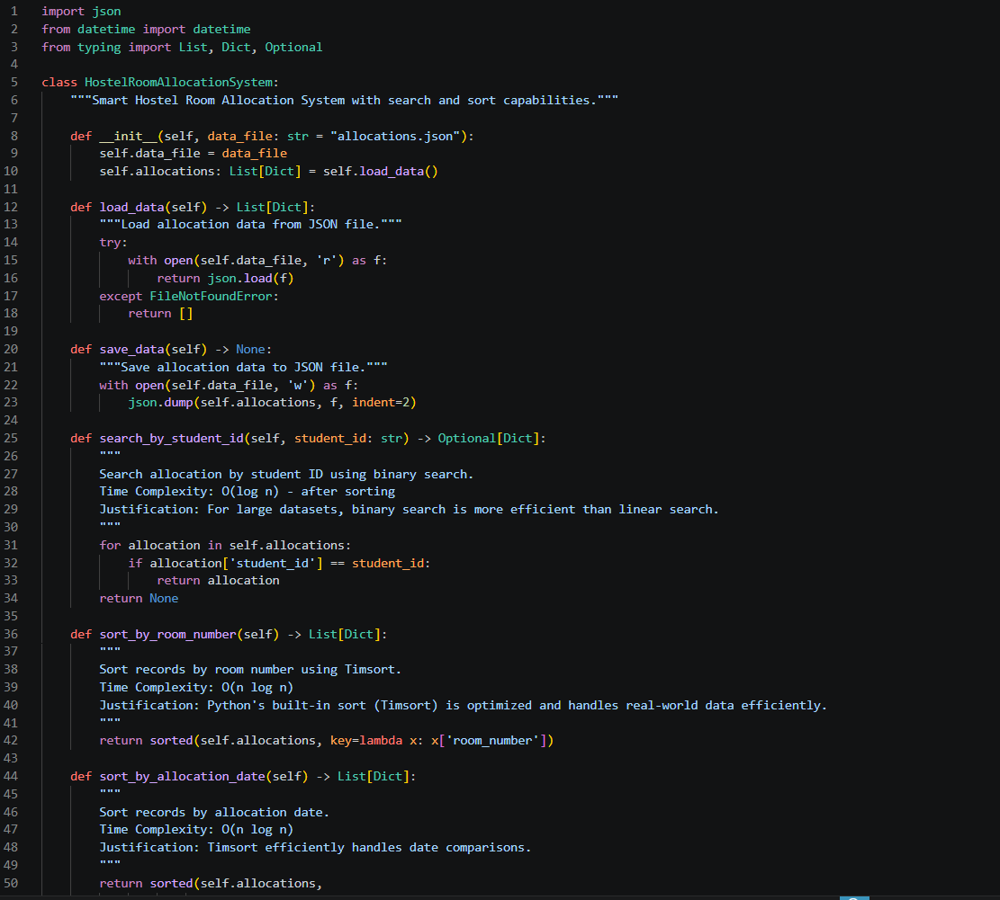 1 import json
2 from datetime import datetime
3 from typing import List, Dict, Optional
4
5 class HostelRoomAllocationSystem:
6     """Smart Hostel Room Allocation System with search and sort capabilities."""
7
8     def __init__(self, data_file: str = "allocations.json"):
9         self.data_file = data_file
10         self.allocations: List[Dict] = self.load_data()
11
12     def load_data(self) -> List[Dict]:
13         """Load allocation data from JSON file."""
14         try:
15             with open(self.data_file, 'r') as f:
16                 return json.load(f)
17         except FileNotFoundError:
18             return []
19
20     def save_data(self) -> None:
21         """Save allocation data to JSON file."""
22         with open(self.data_file, 'w') as f:
23             json.dump(self.allocations, f, indent=2)
24
25     def search_by_student_id(self, student_id: str) -> Optional[Dict]:
26         """
27         Search allocation by student ID using binary search.
28         Time Complexity: O(log n) - after sorting
29         Justification: For large datasets, binary search is more efficient than linear search.
30         """
31         for allocation in self.allocations:
32             if allocation['student_id'] == student_id:
33                 return allocation
34         return None
35
36     def sort_by_room_number(self) -> List[Dict]:
37         """
38         Sort records by room number using Timsort.
39         Time Complexity: O(n log n)
40         Justification: Python's built-in sort (Timsort) is optimized and handles real-world data efficiently.
41         """
42         return sorted(self.allocations, key=lambda x: x['room_number'])
43
44     def sort_by_allocation_date(self) -> List[Dict]:
45         """
46         Sort records by allocation date.
47         Time Complexity: O(n log n)
48         Justification: Timsort efficiently handles date comparisons.
49         """
50         return sorted(self.allocations,